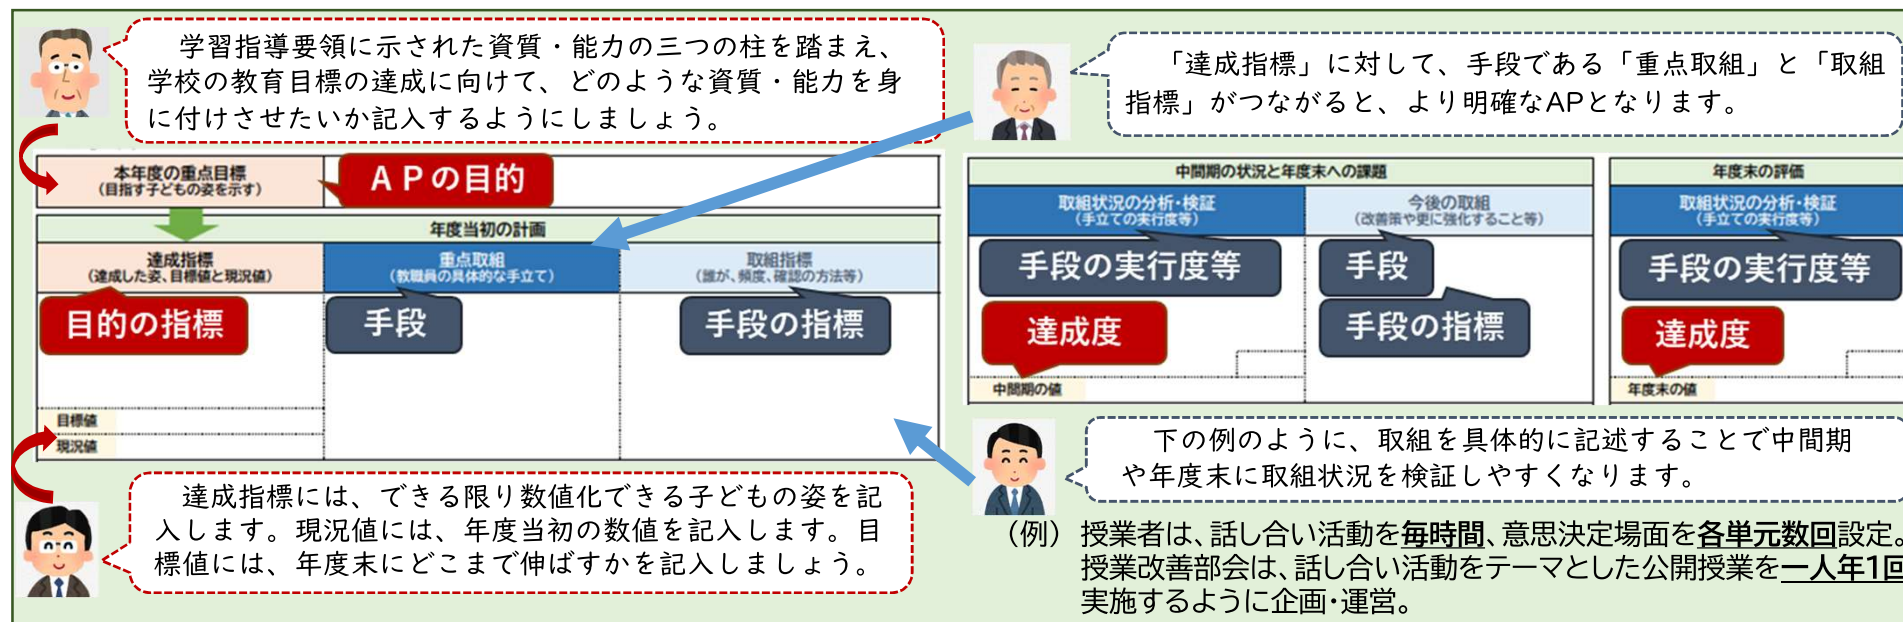 学習指導要領に示された資質・能力の三つの柱を踏まえ、
学校の教育目標の達成に向けて、どのような資質・能力を身
に付けさせたいか記入するようにしましょう。
「達成指標」に対して、手段である「重点取組」と「取組
指標」がつながると、より明確なAPとなります。
本年度の重点目標
(目指す子どもの姿を示す)
APの目的
年度当初の計画
達成指標
(達成した姿、目標値と現況値)
重点取組
(教職員の具体的な手立て)
取組指標
(誰が、頻度、確認の方法等)
目的の指標
手段
手段の指標
目標値
現況値
中間期の状況と年度末への課題
取組状況の分析・検証
(手立ての実行度等)
今後の取組
(改善策や更に強化すること等)
手段の実行度等
手段
達成度
手段の指標
中間期の値
年度末の評価
取組状況の分析・検証
(手立ての実行度等)
手段の実行度等
達成度
年度末の値
達成指標には、できる限り数値化できる子どもの姿を記
入します。現況値には、年度当初の数値を記入します。目
標値には、年度末にどこまで伸ばすかを記入しましょう。
下の例のように、取組を具体的に記述することで中間期
や年度末に取組状況を検証しやすくなります。
(例) 授業者は、話し合い活動を毎時間、意思決定場面を各単元数回設定。
授業改善部会は、話し合い活動をテーマとした公開授業を一人年1回
実施するように企画・運営。